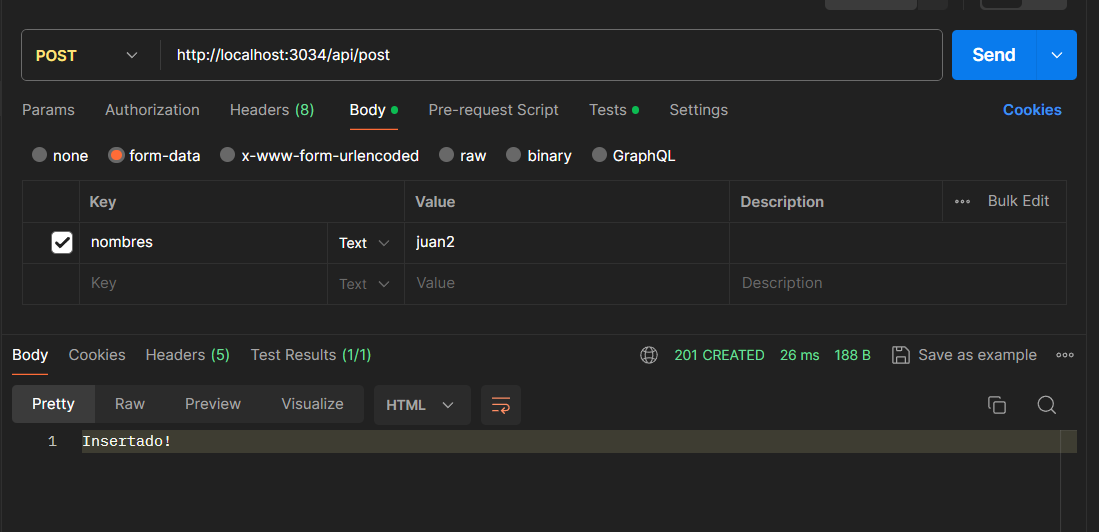 POST http://localhost:3034/api/post Send
Params Authorization Headers (8) Body Pre-request Script Tests Settings Cookies
none form-data x-www-form-urlencoded raw binary GraphQL
Key Value Description Bulk Edit
nombres Text juan2
Key Text Value Description
Body Cookies Headers (5) Test Results (1/1) 201 CREATED 26 ms 188 B Save as example
Pretty Raw Preview Visualize HTML
1 Insertado!